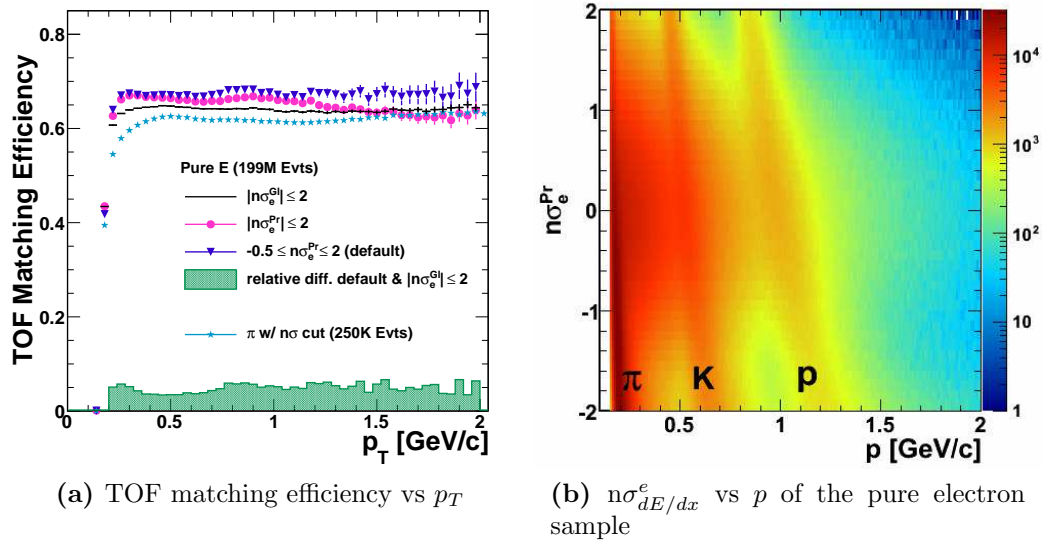 TOF Matching Efficiency
0.8
0.6
0.4
0.2
0
Pure E (199M Evts)
|nσ_e^Gl| ≤ 2
|nσ_e^Pr| ≤ 2
-0.5 ≤ nσ_e^Pr ≤ 2 (default)
relative diff. default & |nσ_e^Gl| ≤ 2
π w/ nσ cut (250K Evts)
0 0.5 1 1.5 2
p_T [GeV/c]
(a) TOF matching efficiency vs p_T
nσ_e^Pr
2
1
0
-1
-2
π K p
0.5 1 1.5 2
p [GeV/c]
10^4
10^3
10^2
10
1
(b) nσ^e_{dE/dx} vs p of the pure electron
sample